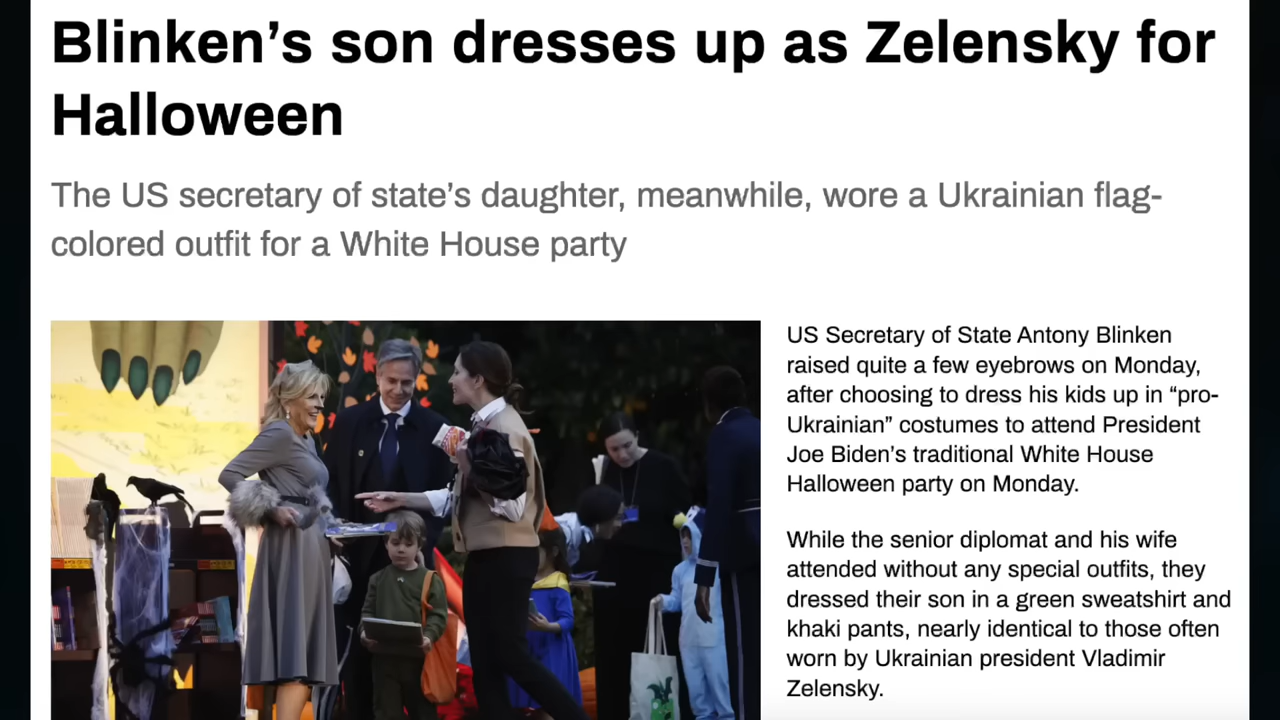 Blinken’s son dresses up as Zelensky for
Halloween
The US secretary of state’s daughter, meanwhile, wore a Ukrainian flag-
colored outfit for a White House party
US Secretary of State Antony Blinken
raised quite a few eyebrows on Monday,
after choosing to dress his kids up in “pro-
Ukrainian” costumes to attend President
Joe Biden’s traditional White House
Halloween party on Monday.
While the senior diplomat and his wife
attended without any special outfits, they
dressed their son in a green sweatshirt and
khaki pants, nearly identical to those often
worn by Ukrainian president Vladimir
Zelensky.